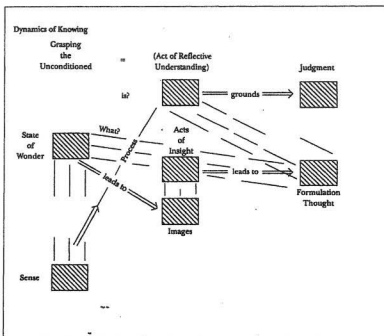 Dynamics of Knowing
Grasping
the
Unconditioned
=
(Act of Reflective
Understanding)
Judgment
is?
grounds
What?
Acts
of
Insight
State
of
Wonder
Process
leads to
leads to
Formulation
Thought
Images
Sense